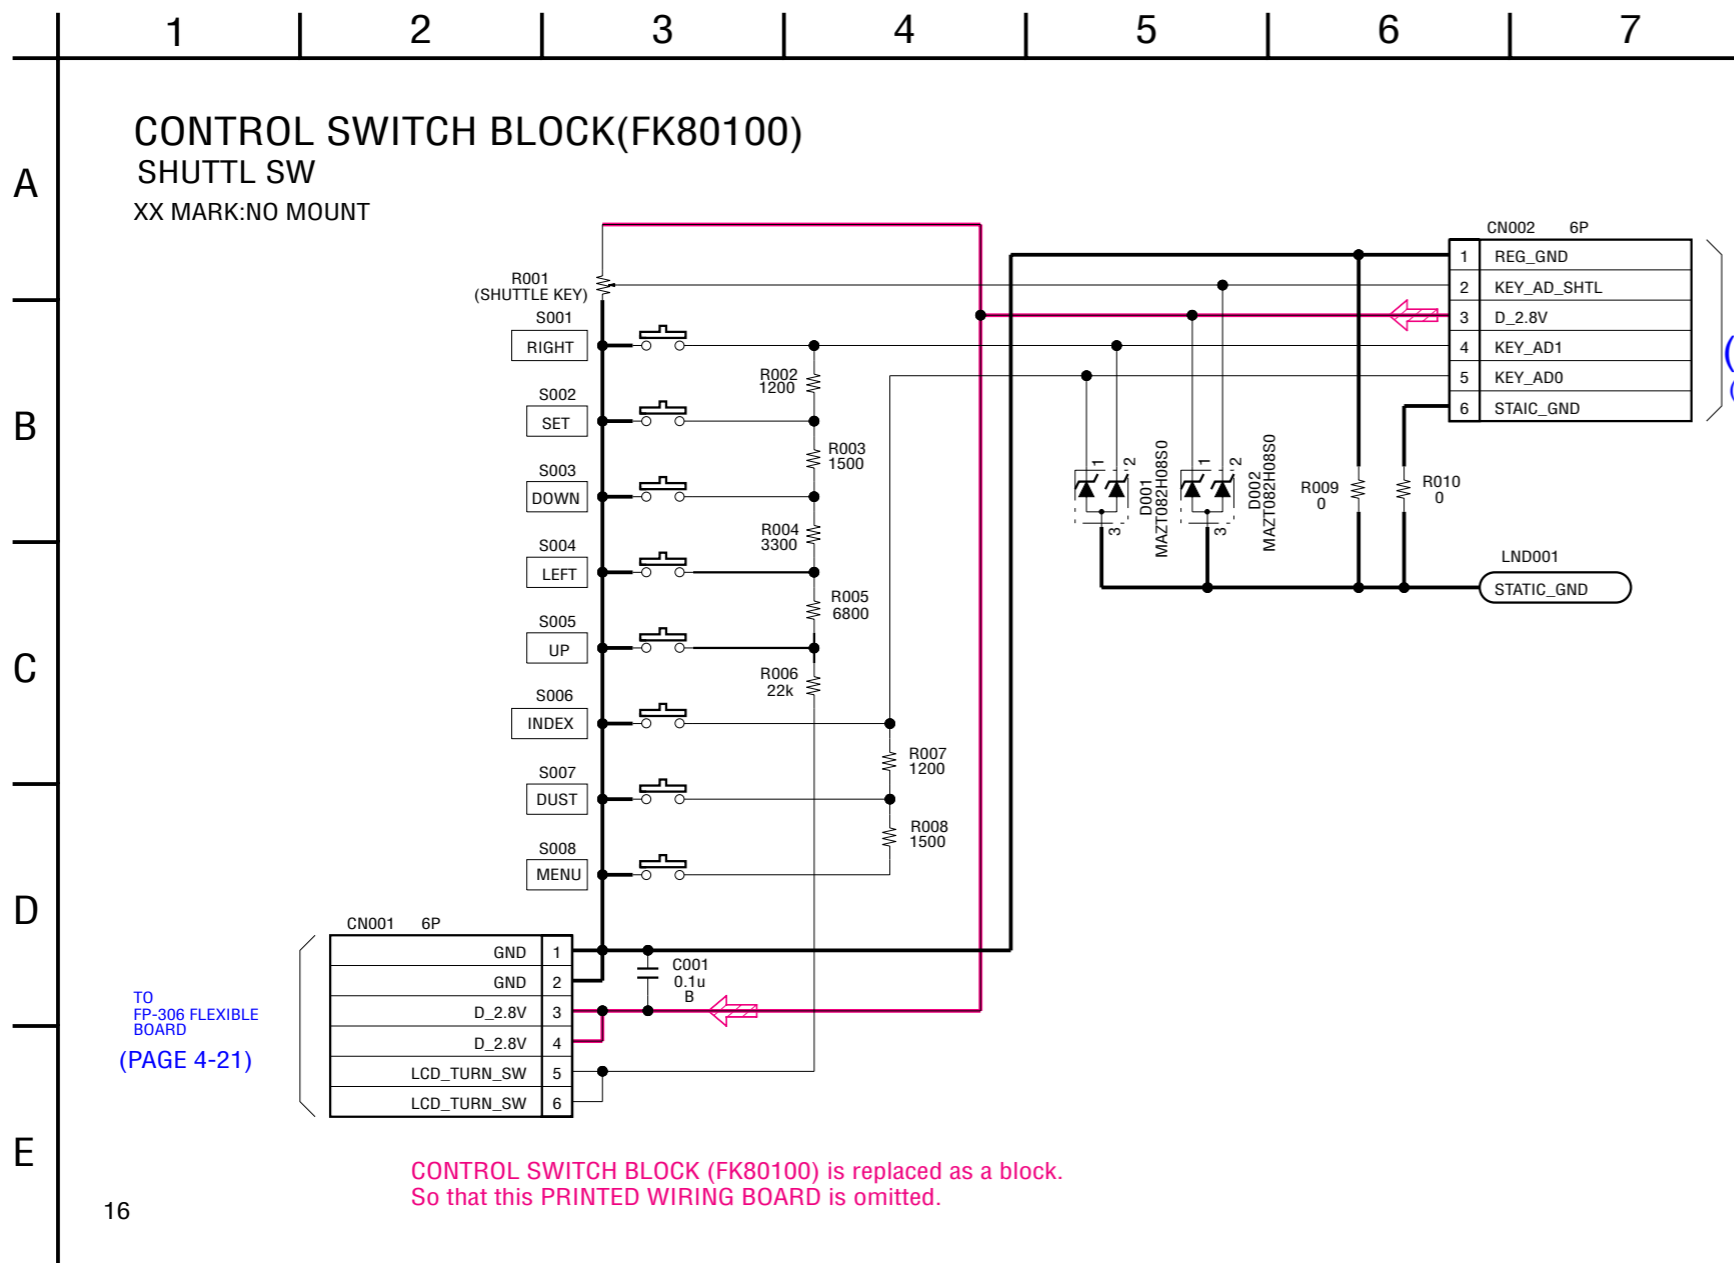 1 2 3 4 5 6 7
A
B
C
D
E
CONTROL SWITCH BLOCK(FK80100)
SHUTTL SW
XX MARK:NO MOUNT
R001
(SHUTTLE KEY)
S001
RIGHT
S002
SET
S003
DOWN
S004
LEFT
S005
UP
S006
INDEX
S007
DUST
S008
MENU
R002
1200
R003
1500
R004
3300
R005
6800
R006
22k
R007
1200
R008
1500
CN002 6P
1 REG_GND
2 KEY_AD_SHTL
3 D_2.8V
4 KEY_AD1
5 KEY_AD0
6 STAIC_GND
(
(
1 2
3
D001
MAZT082H08S0
1 2
3
D002
MAZT082H08S0
R009
0
R010
0
LND001
STATIC_GND
CN001 6P
GND 1
GND 2
D_2.8V 3
D_2.8V 4
LCD_TURN_SW 5
LCD_TURN_SW 6
C001
0.1u
B
TO
FP-306 FLEXIBLE
BOARD
(PAGE 4-21)
CONTROL SWITCH BLOCK (FK80100) is replaced as a block.
So that this PRINTED WIRING BOARD is omitted.
16